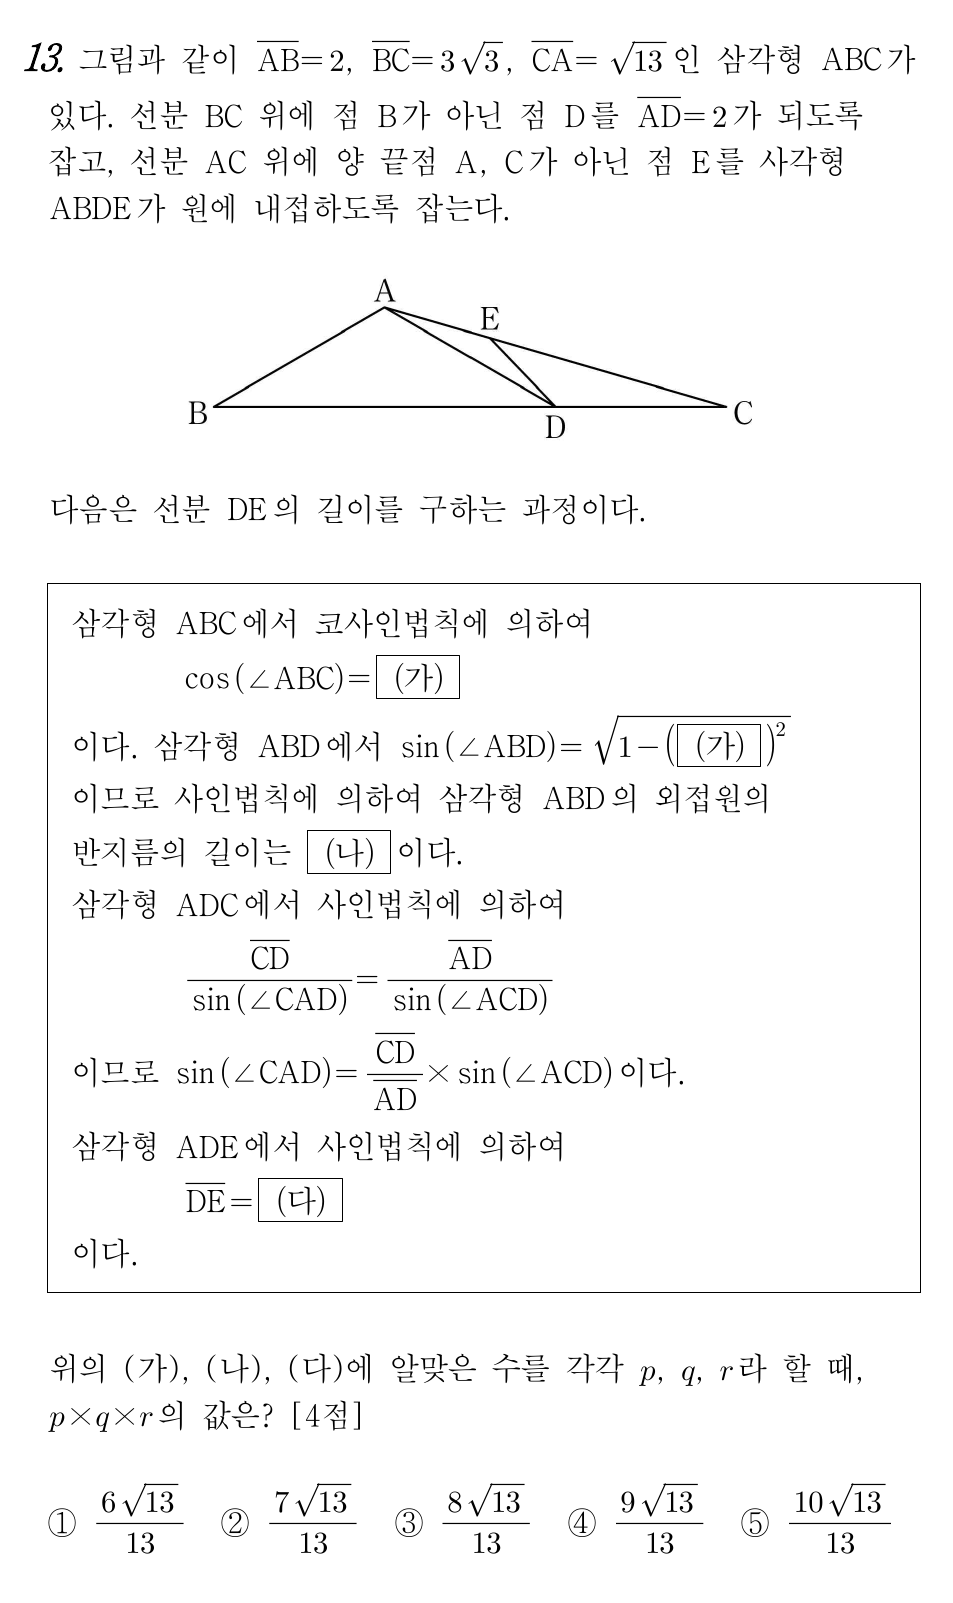 13. 그림과 같이 $\overline{AB}=2$, $\overline{BC}=3\sqrt{3}$, $\overline{CA}=\sqrt{13}$인 삼각형 ABC가
있다. 선분 BC 위에 점 B가 아닌 점 D를 $\overline{AD}=2$가 되도록
잡고, 선분 AC 위에 양 끝점 A, C가 아닌 점 E를 사각형
ABDE가 원에 내접하도록 잡는다.
A
E
B
D
C
다음은 선분 DE의 길이를 구하는 과정이다.
삼각형 ABC에서 코사인법칙에 의하여
$\cos(\angle ABC)=$ (가)
이다. 삼각형 ABD에서 $\sin(\angle ABD)=\sqrt{1-(\boxed{(가)})^2}$
이므로 사인법칙에 의하여 삼각형 ABD의 외접원의
반지름의 길이는 (나) 이다.
삼각형 ADC에서 사인법칙에 의하여
$\frac{\overline{CD}}{\sin(\angle CAD)}=\frac{\overline{AD}}{\sin(\angle ACD)}$
이므로 $\sin(\angle CAD)=\frac{\overline{CD}}{\overline{AD}}\times\sin(\angle ACD)$이다.
삼각형 ADE에서 사인법칙에 의하여
$\overline{DE}=$ (다)
이다.
위의 (가), (나), (다)에 알맞은 수를 각각 $p$, $q$, $r$라 할 때,
$p\times q\times r$의 값은? [4점]
① $\frac{6\sqrt{13}}{13}$ ② $\frac{7\sqrt{13}}{13}$ ③ $\frac{8\sqrt{13}}{13}$ ④ $\frac{9\sqrt{13}}{13}$ ⑤ $\frac{10\sqrt{13}}{13}$